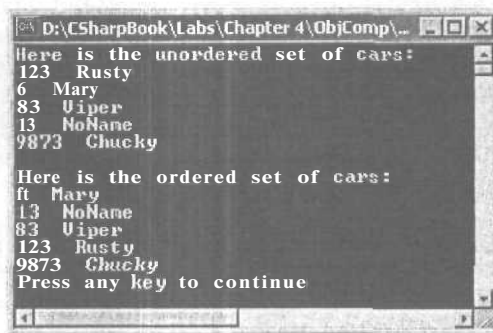 D:\CSharpBook\Labs\Chapter 4\ObjComp\...
Here is the unordered set of cars:
123 Rusty
6 Mary
83 Viper
13 NoName
9873 Chucky
Here is the ordered set of cars:
ft Mary
13 NoName
83 Viper
123 Rusty
9873 Chucky
Press any key to continue